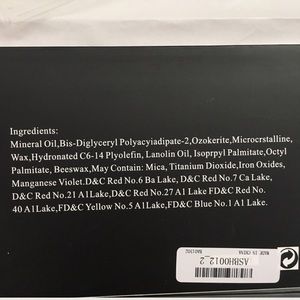 Ingredients:
Mineral Oil,Bis-Diglyceryl Polyacyiadipate-2,Ozokerite,Microcrstalline,
Wax,Hydronated C6-14 Plyolefin, Lanolin Oil, Isoprpyl Palmitate,Octyl
Palmitate, Beeswax,May Contain: Mica, Titanium Dioxide,Iron Oxides,
Manganese Violet.D&C Red No.6 Ba Lake, D&C Red No.7 Ca Lake,
D&C Red No.21 A1Lake,D&C Red No.27 A1 Lake FD&C Red No.
40 A1Lake,FD&C Yellow No.5 A1Lake,FD&C Blue No.1 A1 Lake.
MADE IN CHINA
ASBH0012_2